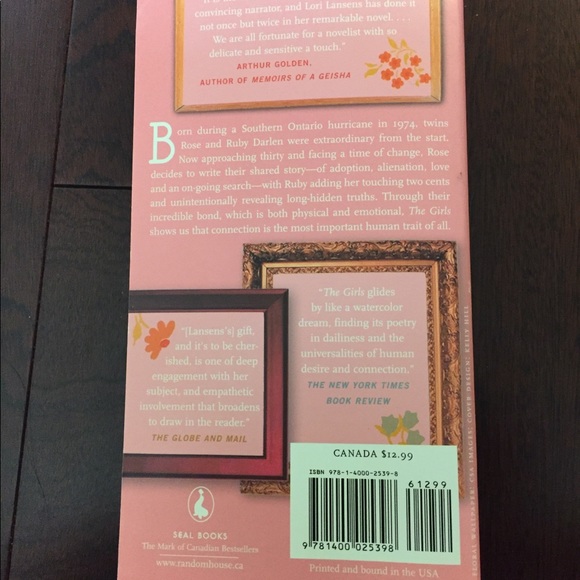 convincing narrator, and Lori Lansens has done it
not once but twice in her remarkable novel. . . .
We are all fortunate for a novelist with so
delicate and sensitive a touch."
ARTHUR GOLDEN,
AUTHOR OF MEMOIRS OF A GEISHA
Born during a Southern Ontario hurricane in 1974, twins
Rose and Ruby Darlen were extraordinary from the start.
Now approaching thirty and facing a time of change, Rose
decides to write their shared story—of adoption, alienation, love
and an on-going search—with Ruby adding her touching two cents
and unintentionally revealing long-hidden truths. Through their
incredible bond, which is both physical and emotional, The Girls
shows us that connection is the most important human trait of all.
"[Lansens's] gift,
and it's to be cher-
ished, is one of deep
engagement with her
subject, and empathetic
involvement that broadens
to draw in the reader."
THE GLOBE AND MAIL
"The Girls glides
by like a watercolor
dream, finding its poetry
in dailiness and the
universalities of human
desire and connection."
THE NEW YORK TIMES
BOOK REVIEW
CANADA $12.99
ISBN 978-1-4000-2539-8
61299
9 781400 025398
SEAL BOOKS
The Mark of Canadian Bestsellers
www.randomhouse.ca
Printed and bound in the USA
FLORAL WALLPAPER: CSA IMAGES; COVER DESIGN: KELLY HILL